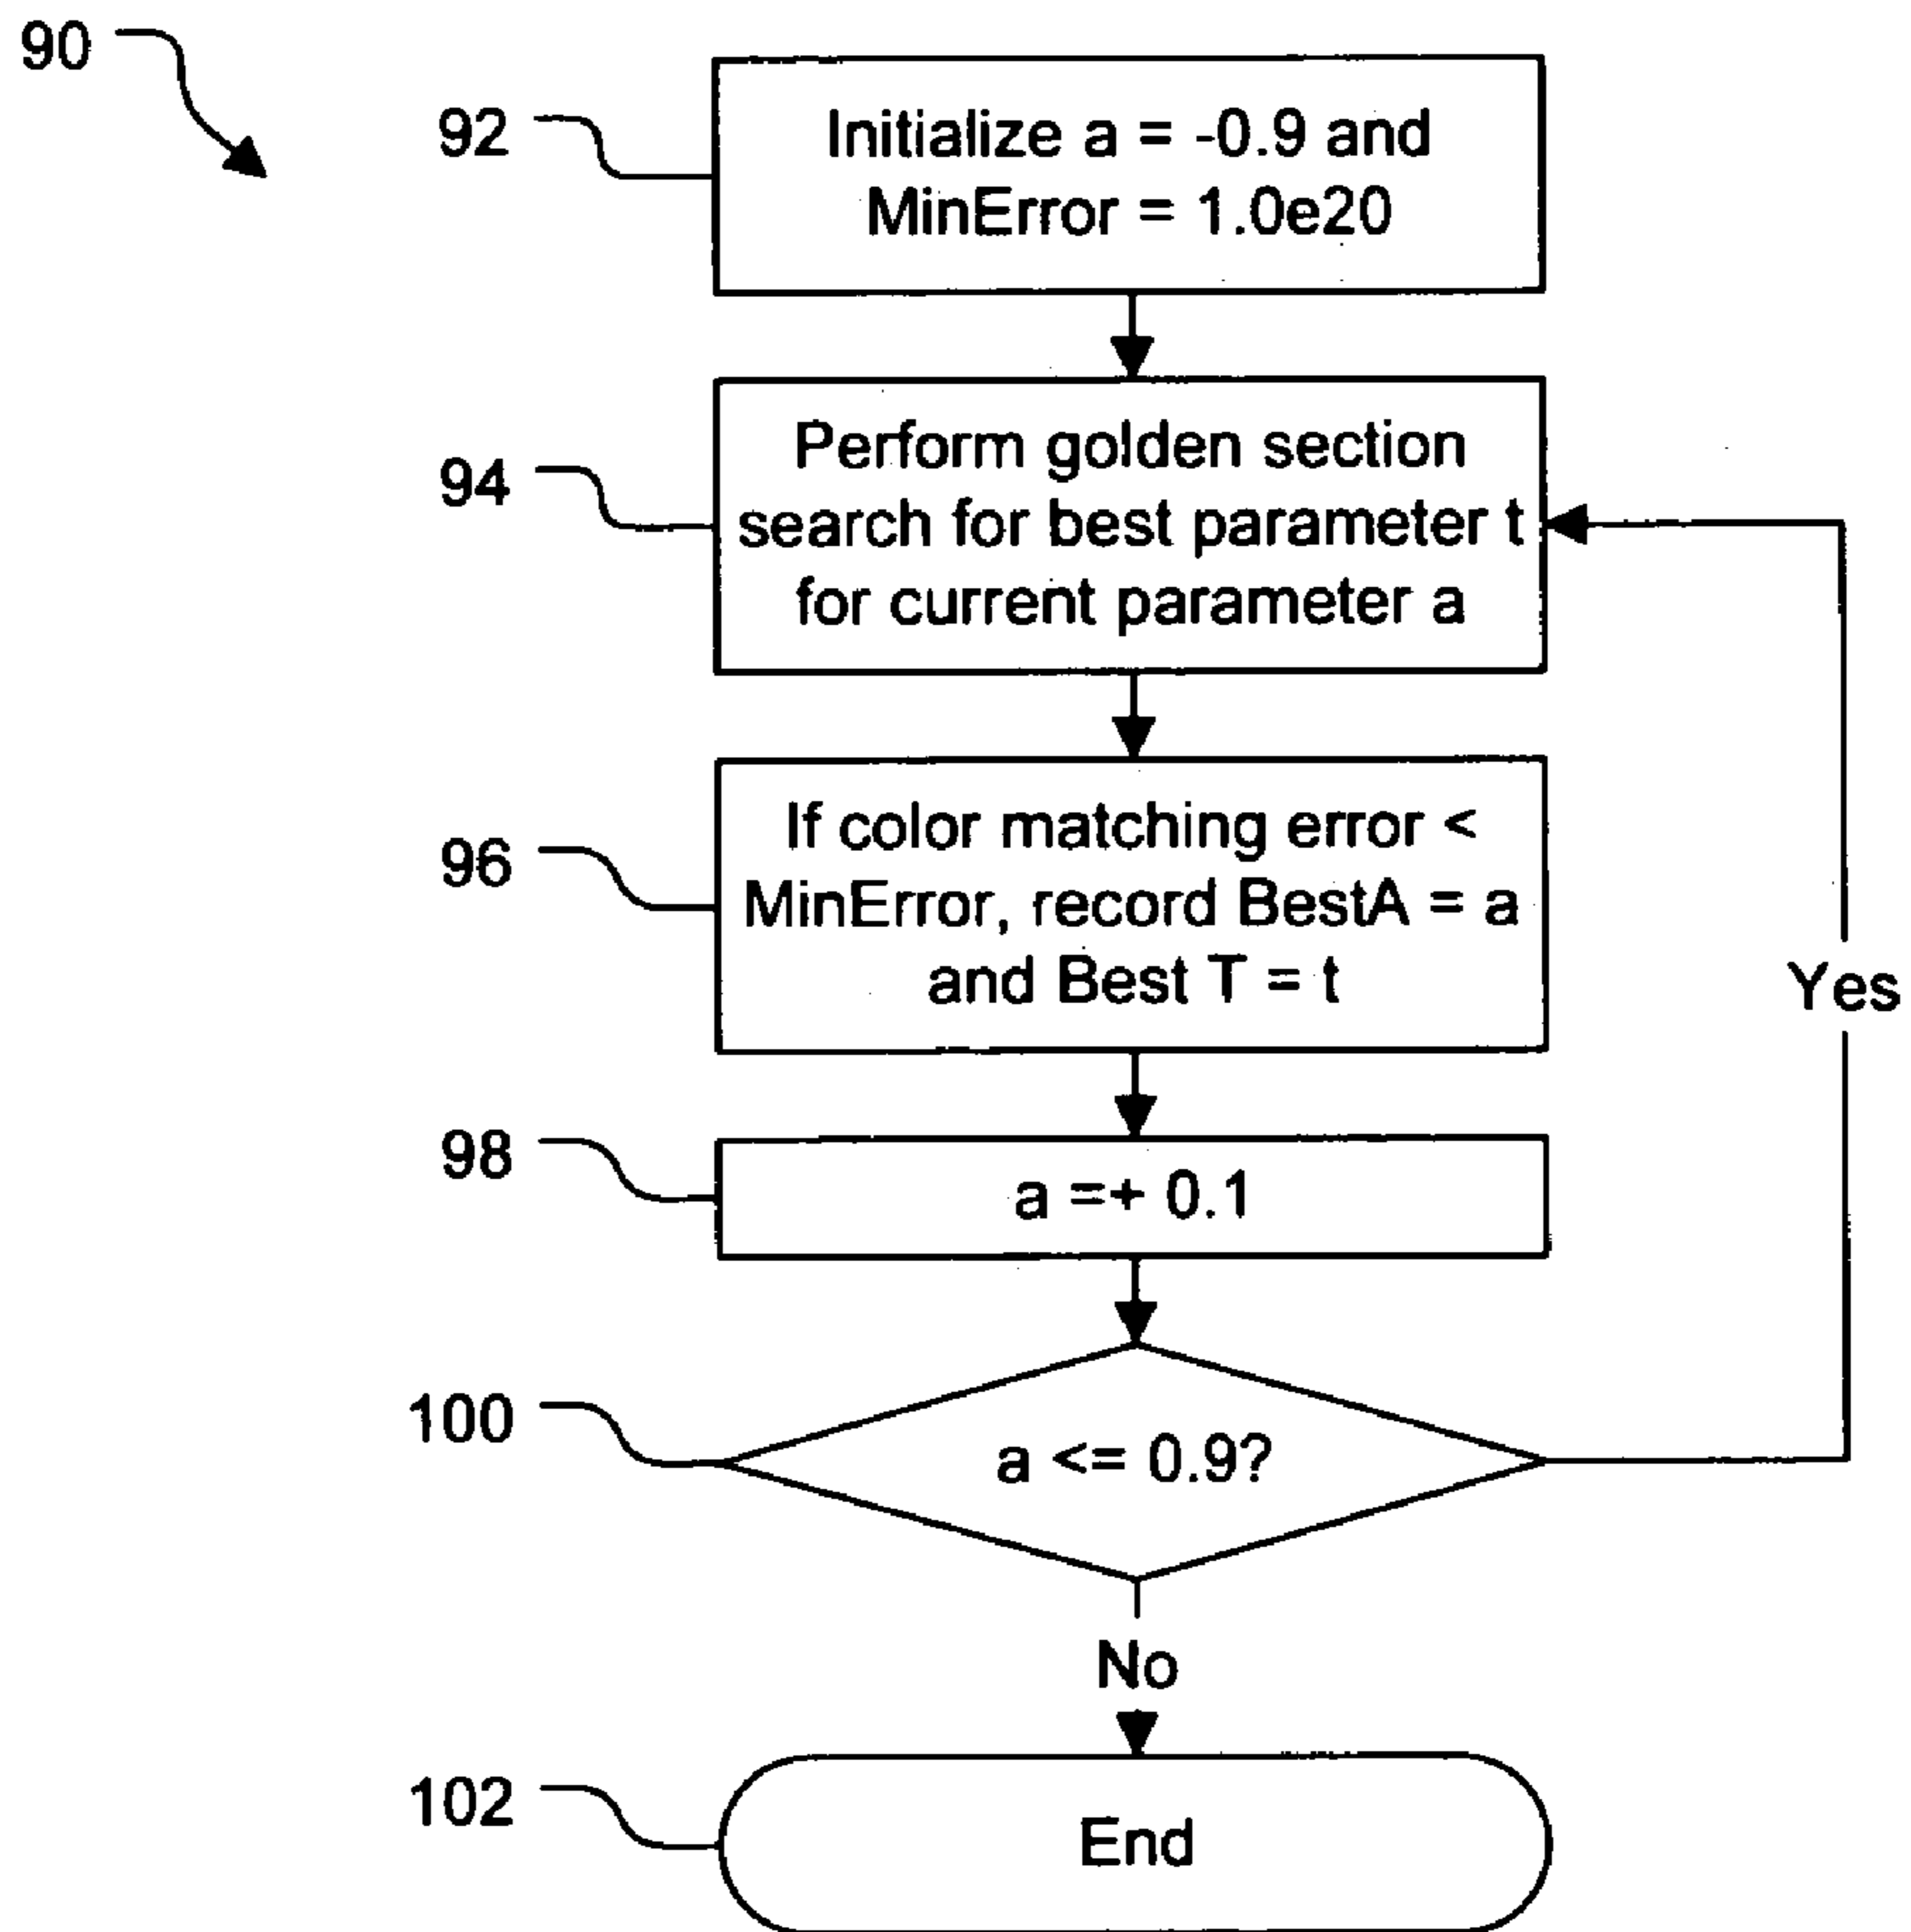 90
92
Initialize a = -0.9 and
MinError = 1.0e20
94
Perform golden section
search for best parameter t
for current parameter a
96
If color matching error <
MinError, record BestA = a
and Best T = t
Yes
98
a =+ 0.1
100
a <= 0.9?
No
102
End